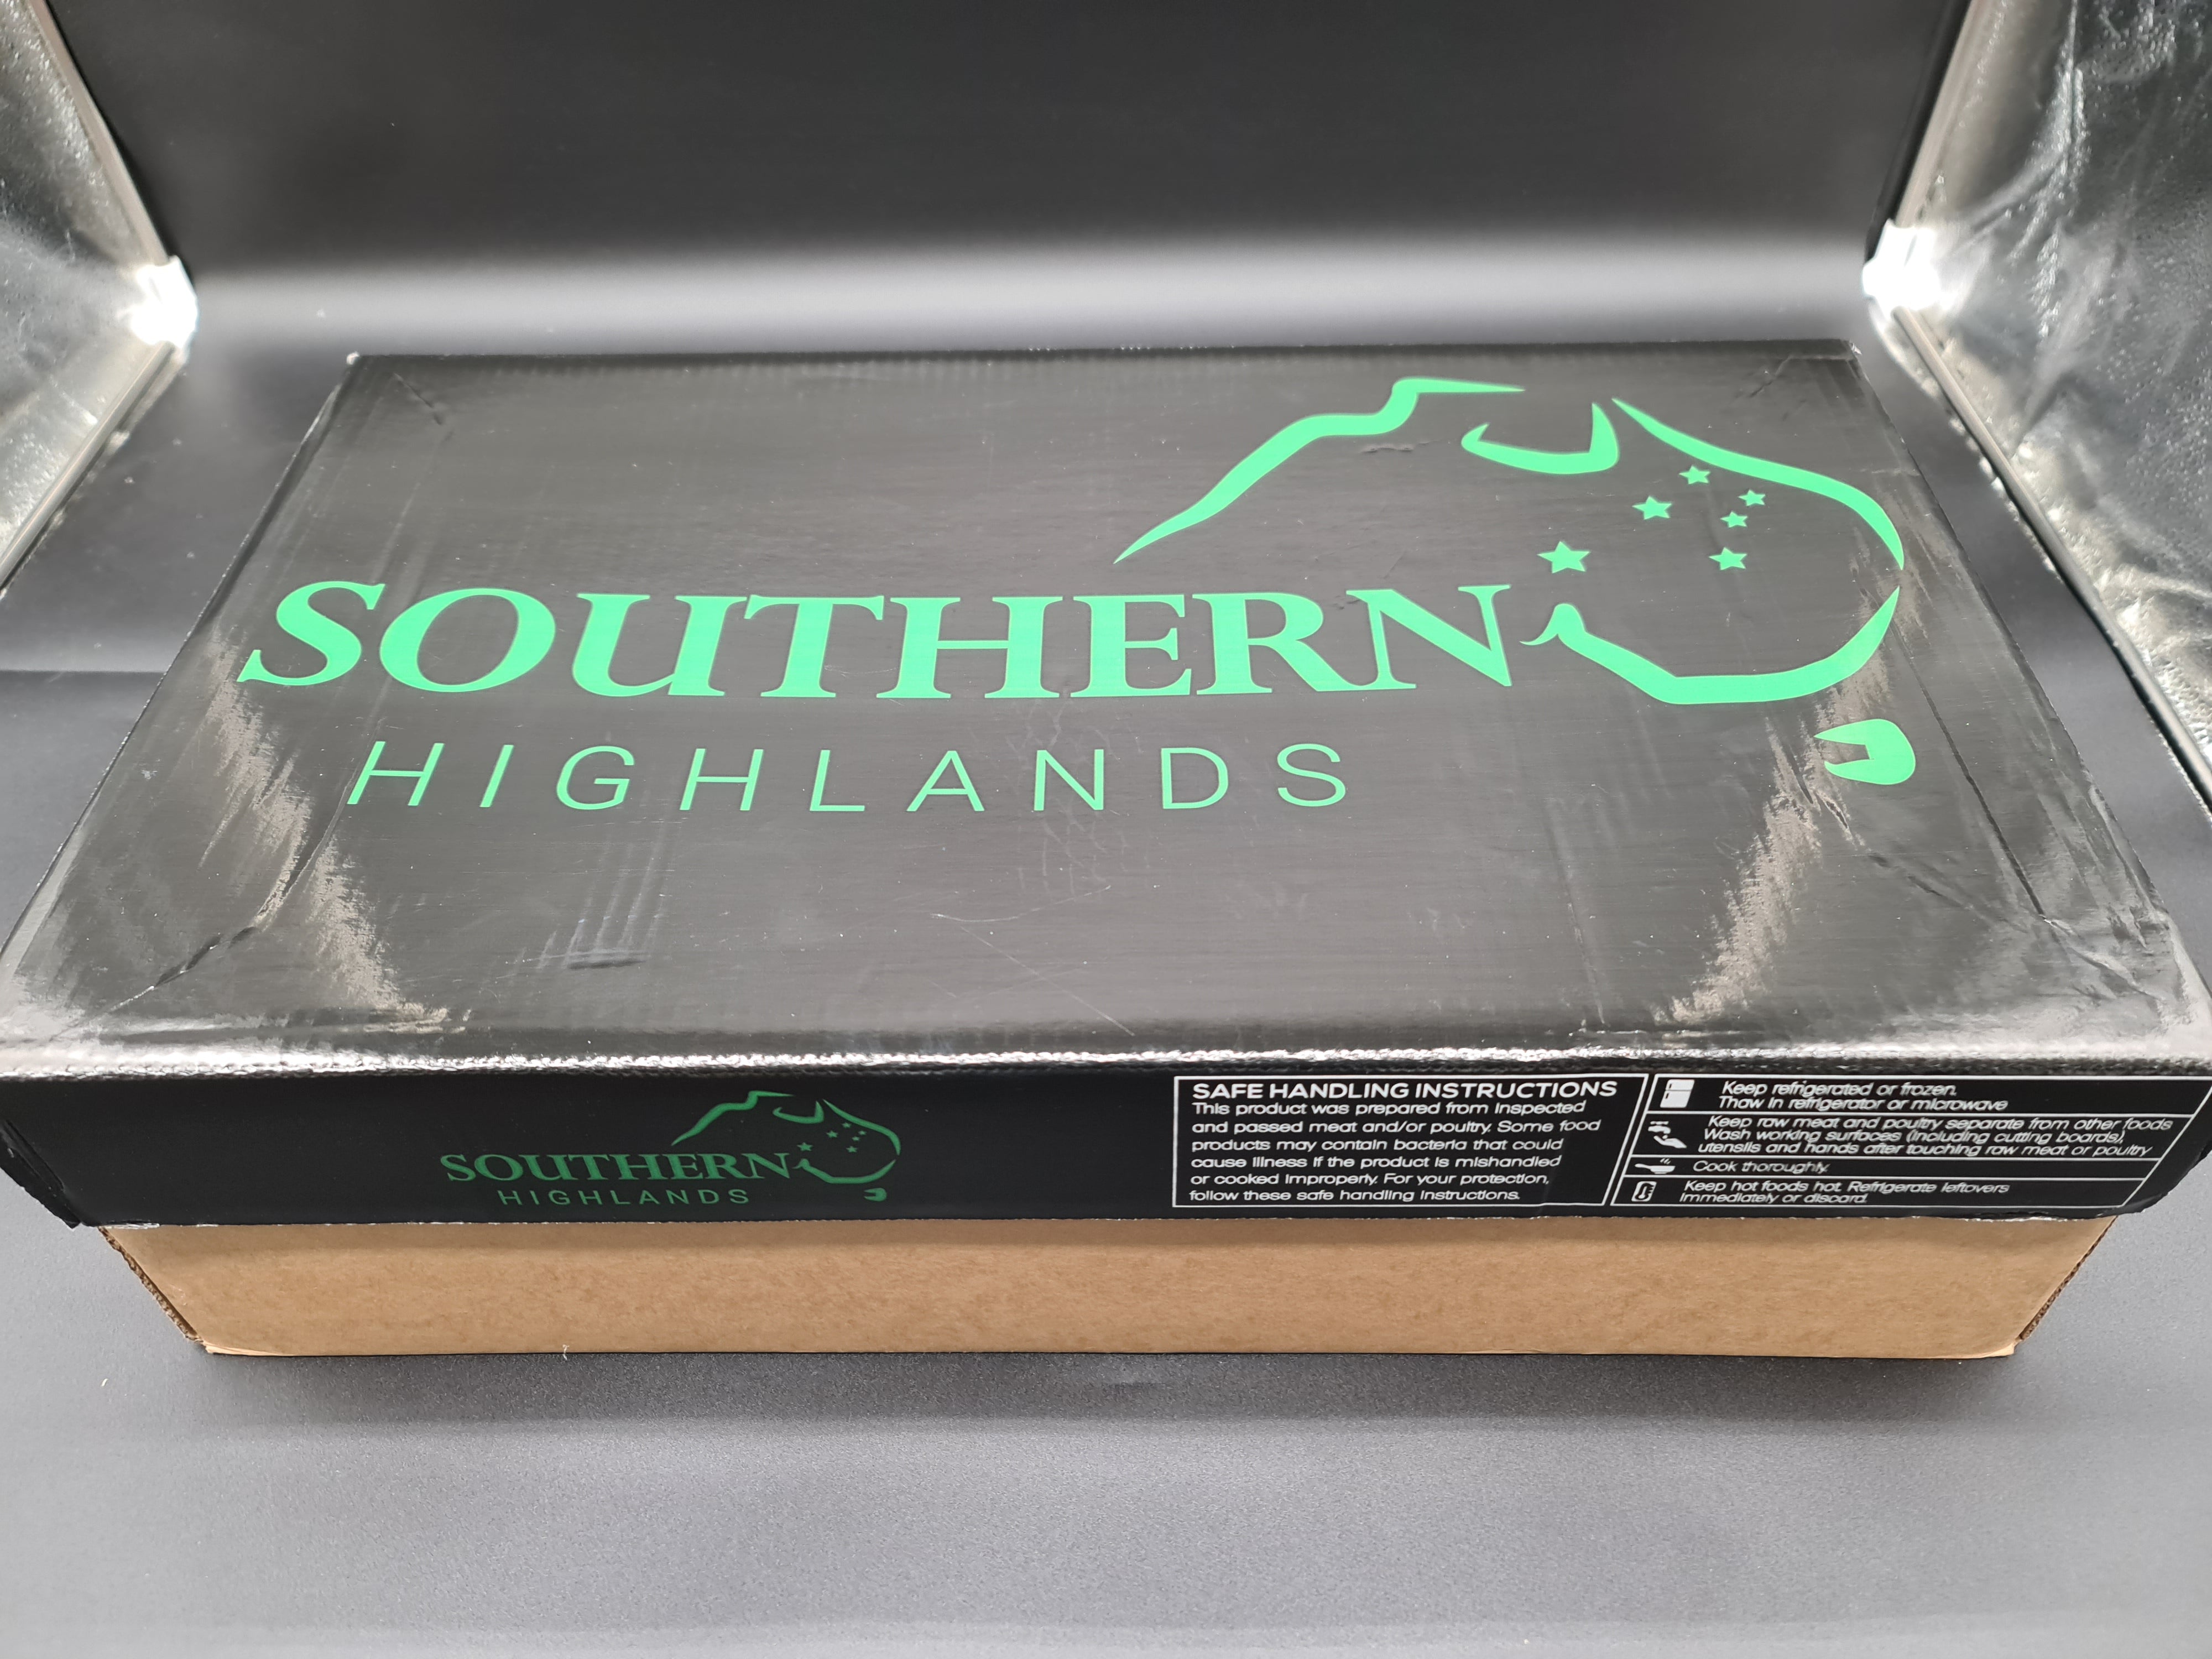 SOUTHERN
HIGHLANDS
SOUTHERN
HIGHLANDS
SAFE HANDLING INSTRUCTIONS
This product was prepared from inspected
and passed meat and/or poultry. Some food
products may contain bacteria that could
cause illness if the product is mishandled
or cooked improperly. For your protection,
follow these safe handling instructions.
Keep refrigerated or frozen.
Thaw in refrigerator or microwave
Keep raw meat and poultry separate from other foods
Wash working surfaces (including cutting boards),
utensils and hands after touching raw meat or poultry
Cook thoroughly.
Keep hot foods hot. Refrigerate leftovers
immediately or discard.